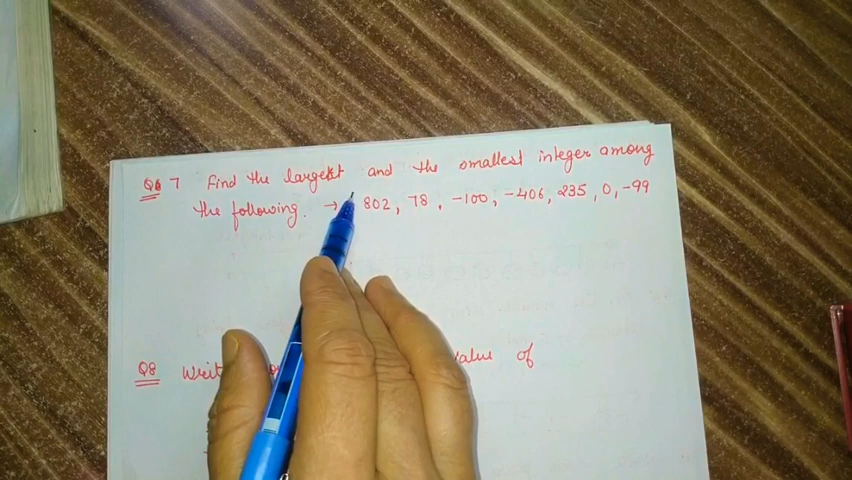 Q6 7 Find the largest and the smallest integer among
the following. → 802, 78, -100, -406, 235, 0, -99
Q8 value of